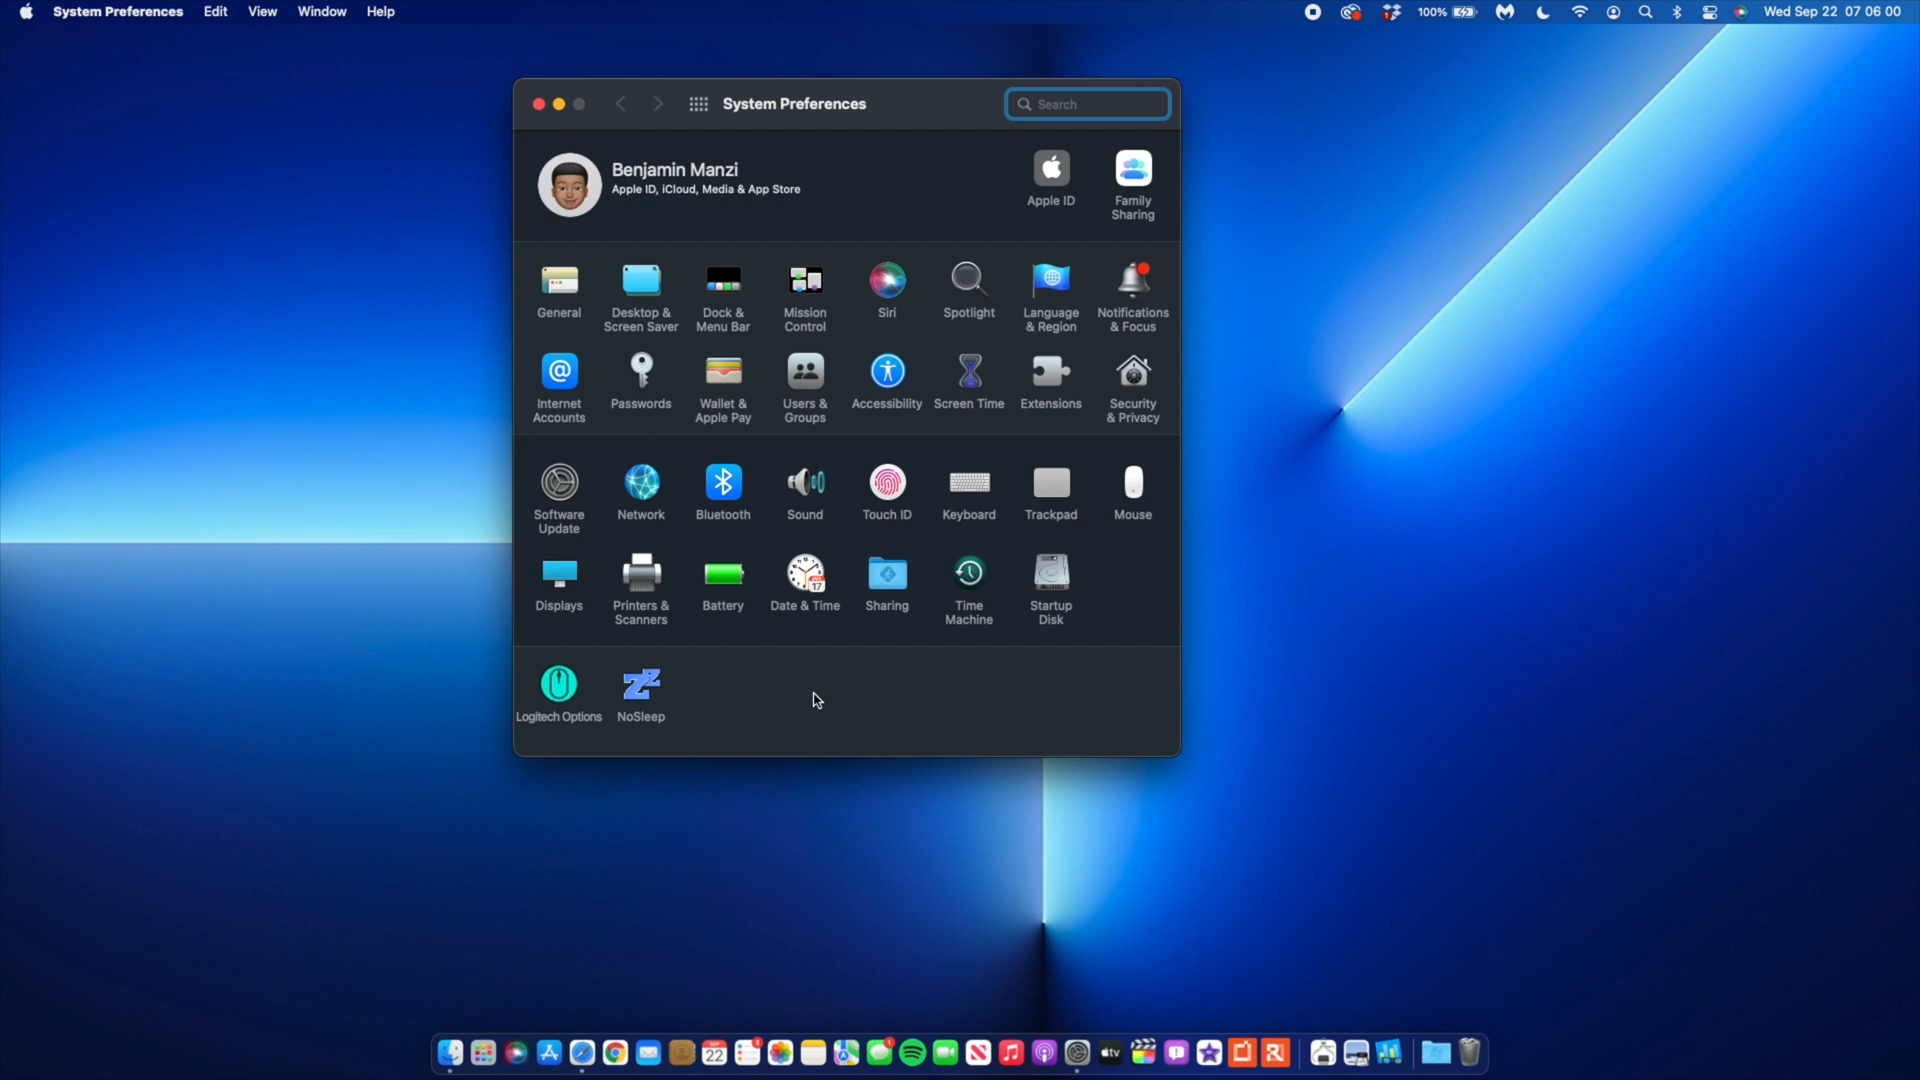 System Preferences Edit View Window Help 100% Wed Sep 22 07 06 00
System Preferences
Search
Benjamin Manzi
Apple ID, iCloud, Media & App Store
Apple ID
Family
Sharing
General
Desktop &
Screen Saver
Dock &
Menu Bar
Mission
Control
Siri
Spotlight
Language
& Region
Notifications
& Focus
Internet
Accounts
Passwords
Wallet &
Apple Pay
Users &
Groups
Accessibility
Screen Time
Extensions
Security
& Privacy
Software
Update
Network
Bluetooth
Sound
Touch ID
Keyboard
Trackpad
Mouse
Displays
Printers &
Scanners
Battery
JUL
17
Date & Time
Sharing
Time
Machine
Startup
Disk
Logitech Options
NoSleep
22
tv